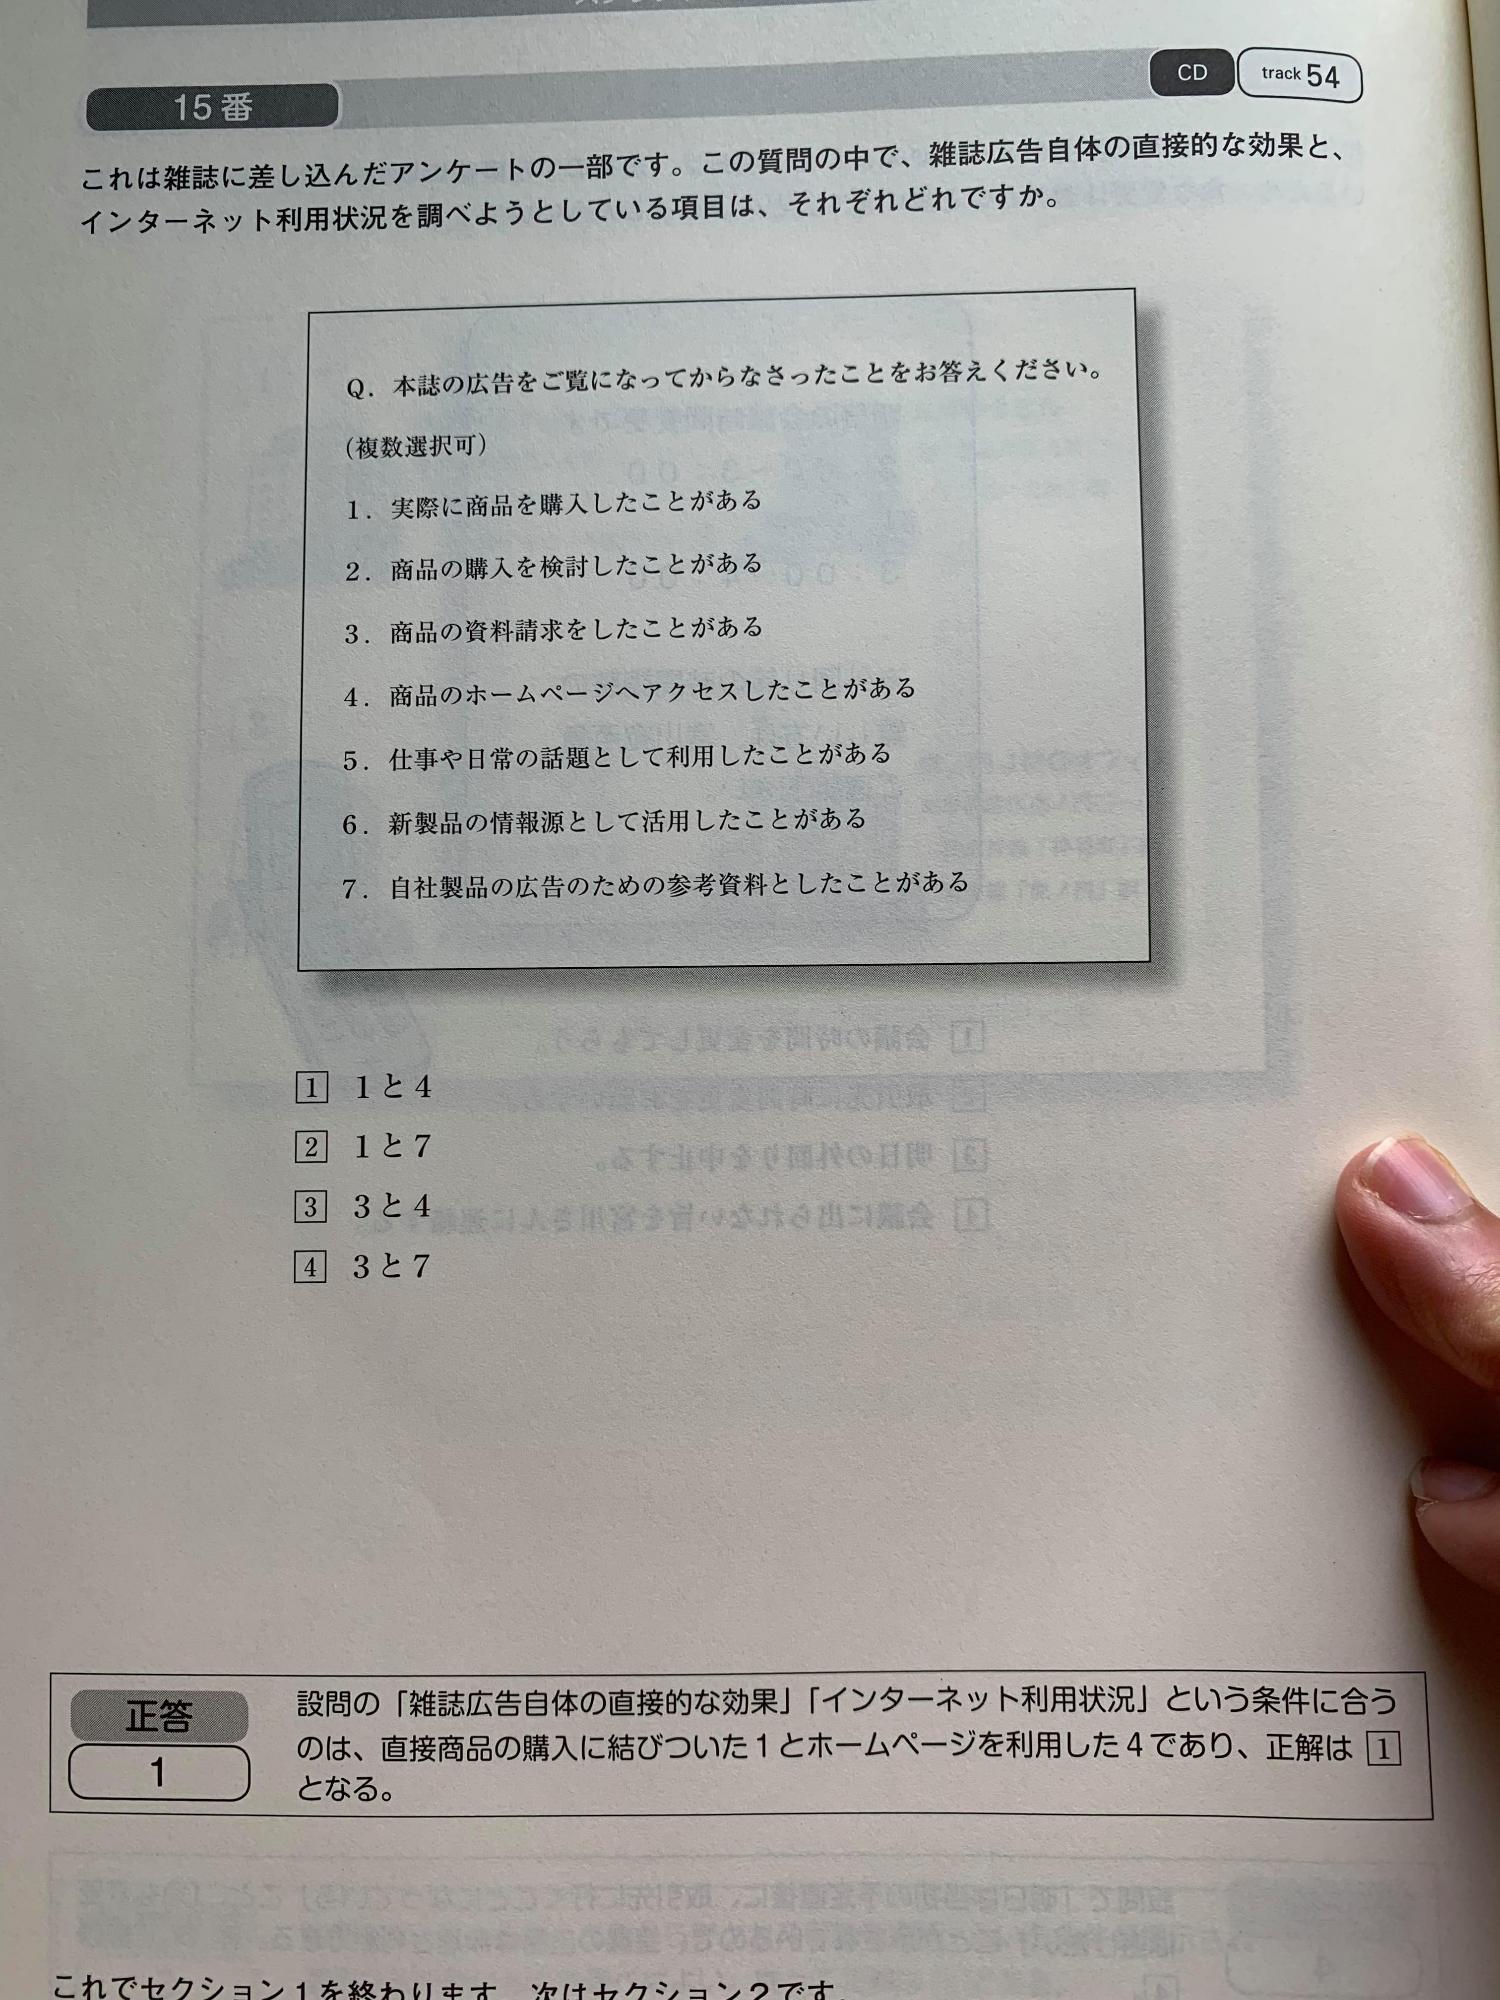 15番
CD
track 54
これは雑誌に差し込んだアンケートの一部です。この質問の中で、雑誌広告自体の直接的な効果と、
インターネット利用状況を調べようとしている項目は、それぞれどれですか。
Q．本誌の広告をご覧になってからなさったことをお答えください。
（複数選択可）
1．実際に商品を購入したことがある
2．商品の購入を検討したことがある
3．商品の資料請求をしたことがある
4．商品のホームページへアクセスしたことがある
5．仕事や日常の話題として利用したことがある
6．新製品の情報源として活用したことがある
7．自社製品の広告のための参考資料としたことがある
1 1と4
2 1と7
3 3と4
4 3と7
正答
1
設問の「雑誌広告自体の直接的な効果」「インターネット利用状況」という条件に合う
のは、直接商品の購入に結びついた1とホームページを利用した4であり、正解は 1
となる。
これでセクション1を終わります。次はセクション2です。